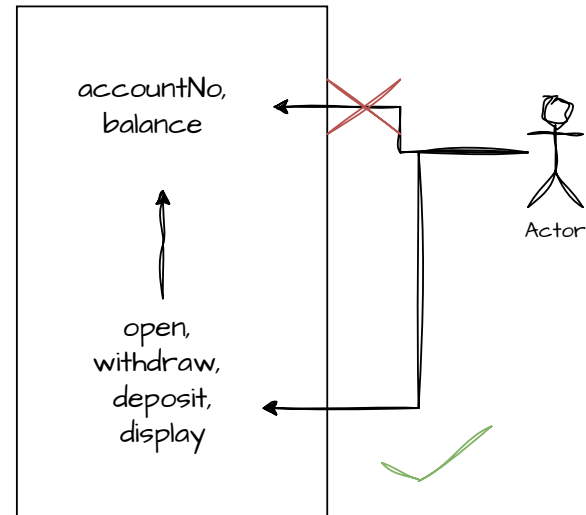 accountNo,
balance
Actor
open,
withdraw,
deposit,
display